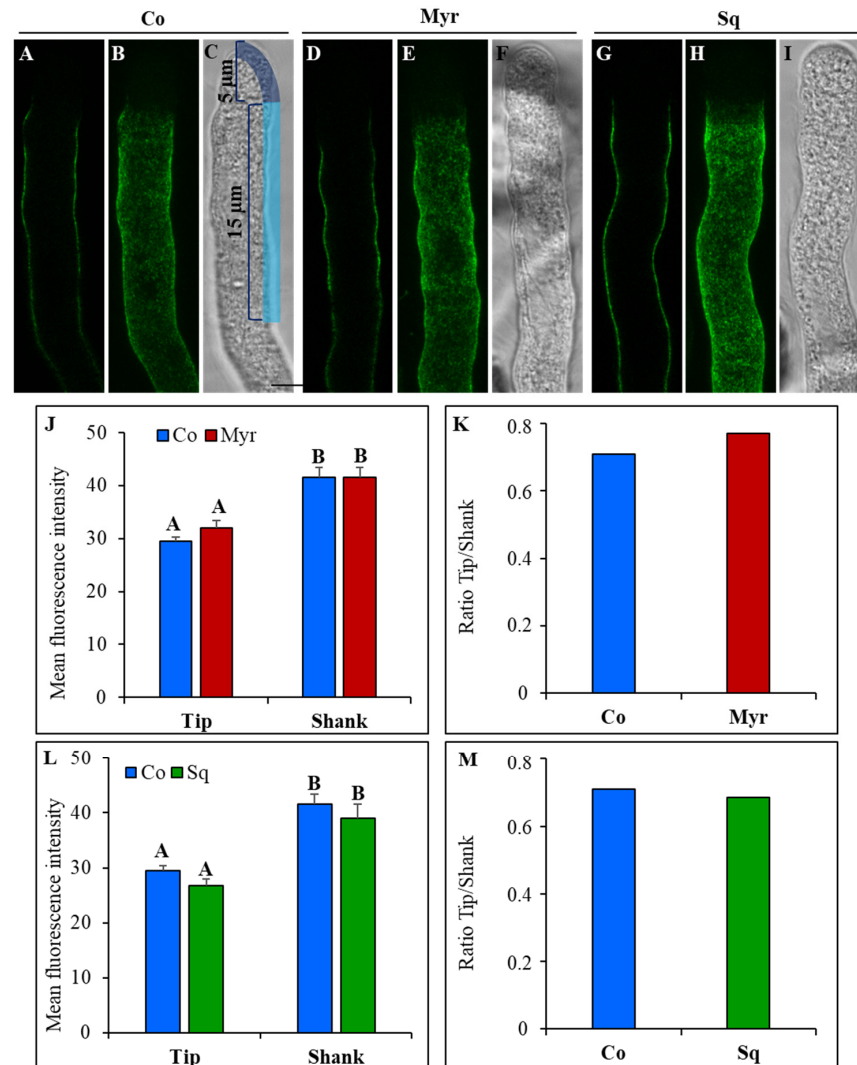 Co Myr Sq
A B C D E F G H I
5 µm
15 µm
J
Co Myr
50
40
30
20
10
0
Mean fluorescence intensity
A A B B
Tip Shank
K
0.8
0.6
0.4
0.2
0
Ratio Tip/Shank
Co Myr
L
Co Sq
50
40
30
20
10
0
Mean fluorescence intensity
A A B B
Tip Shank
M
0.8
0.6
0.4
0.2
0
Ratio Tip/Shank
Co Sq